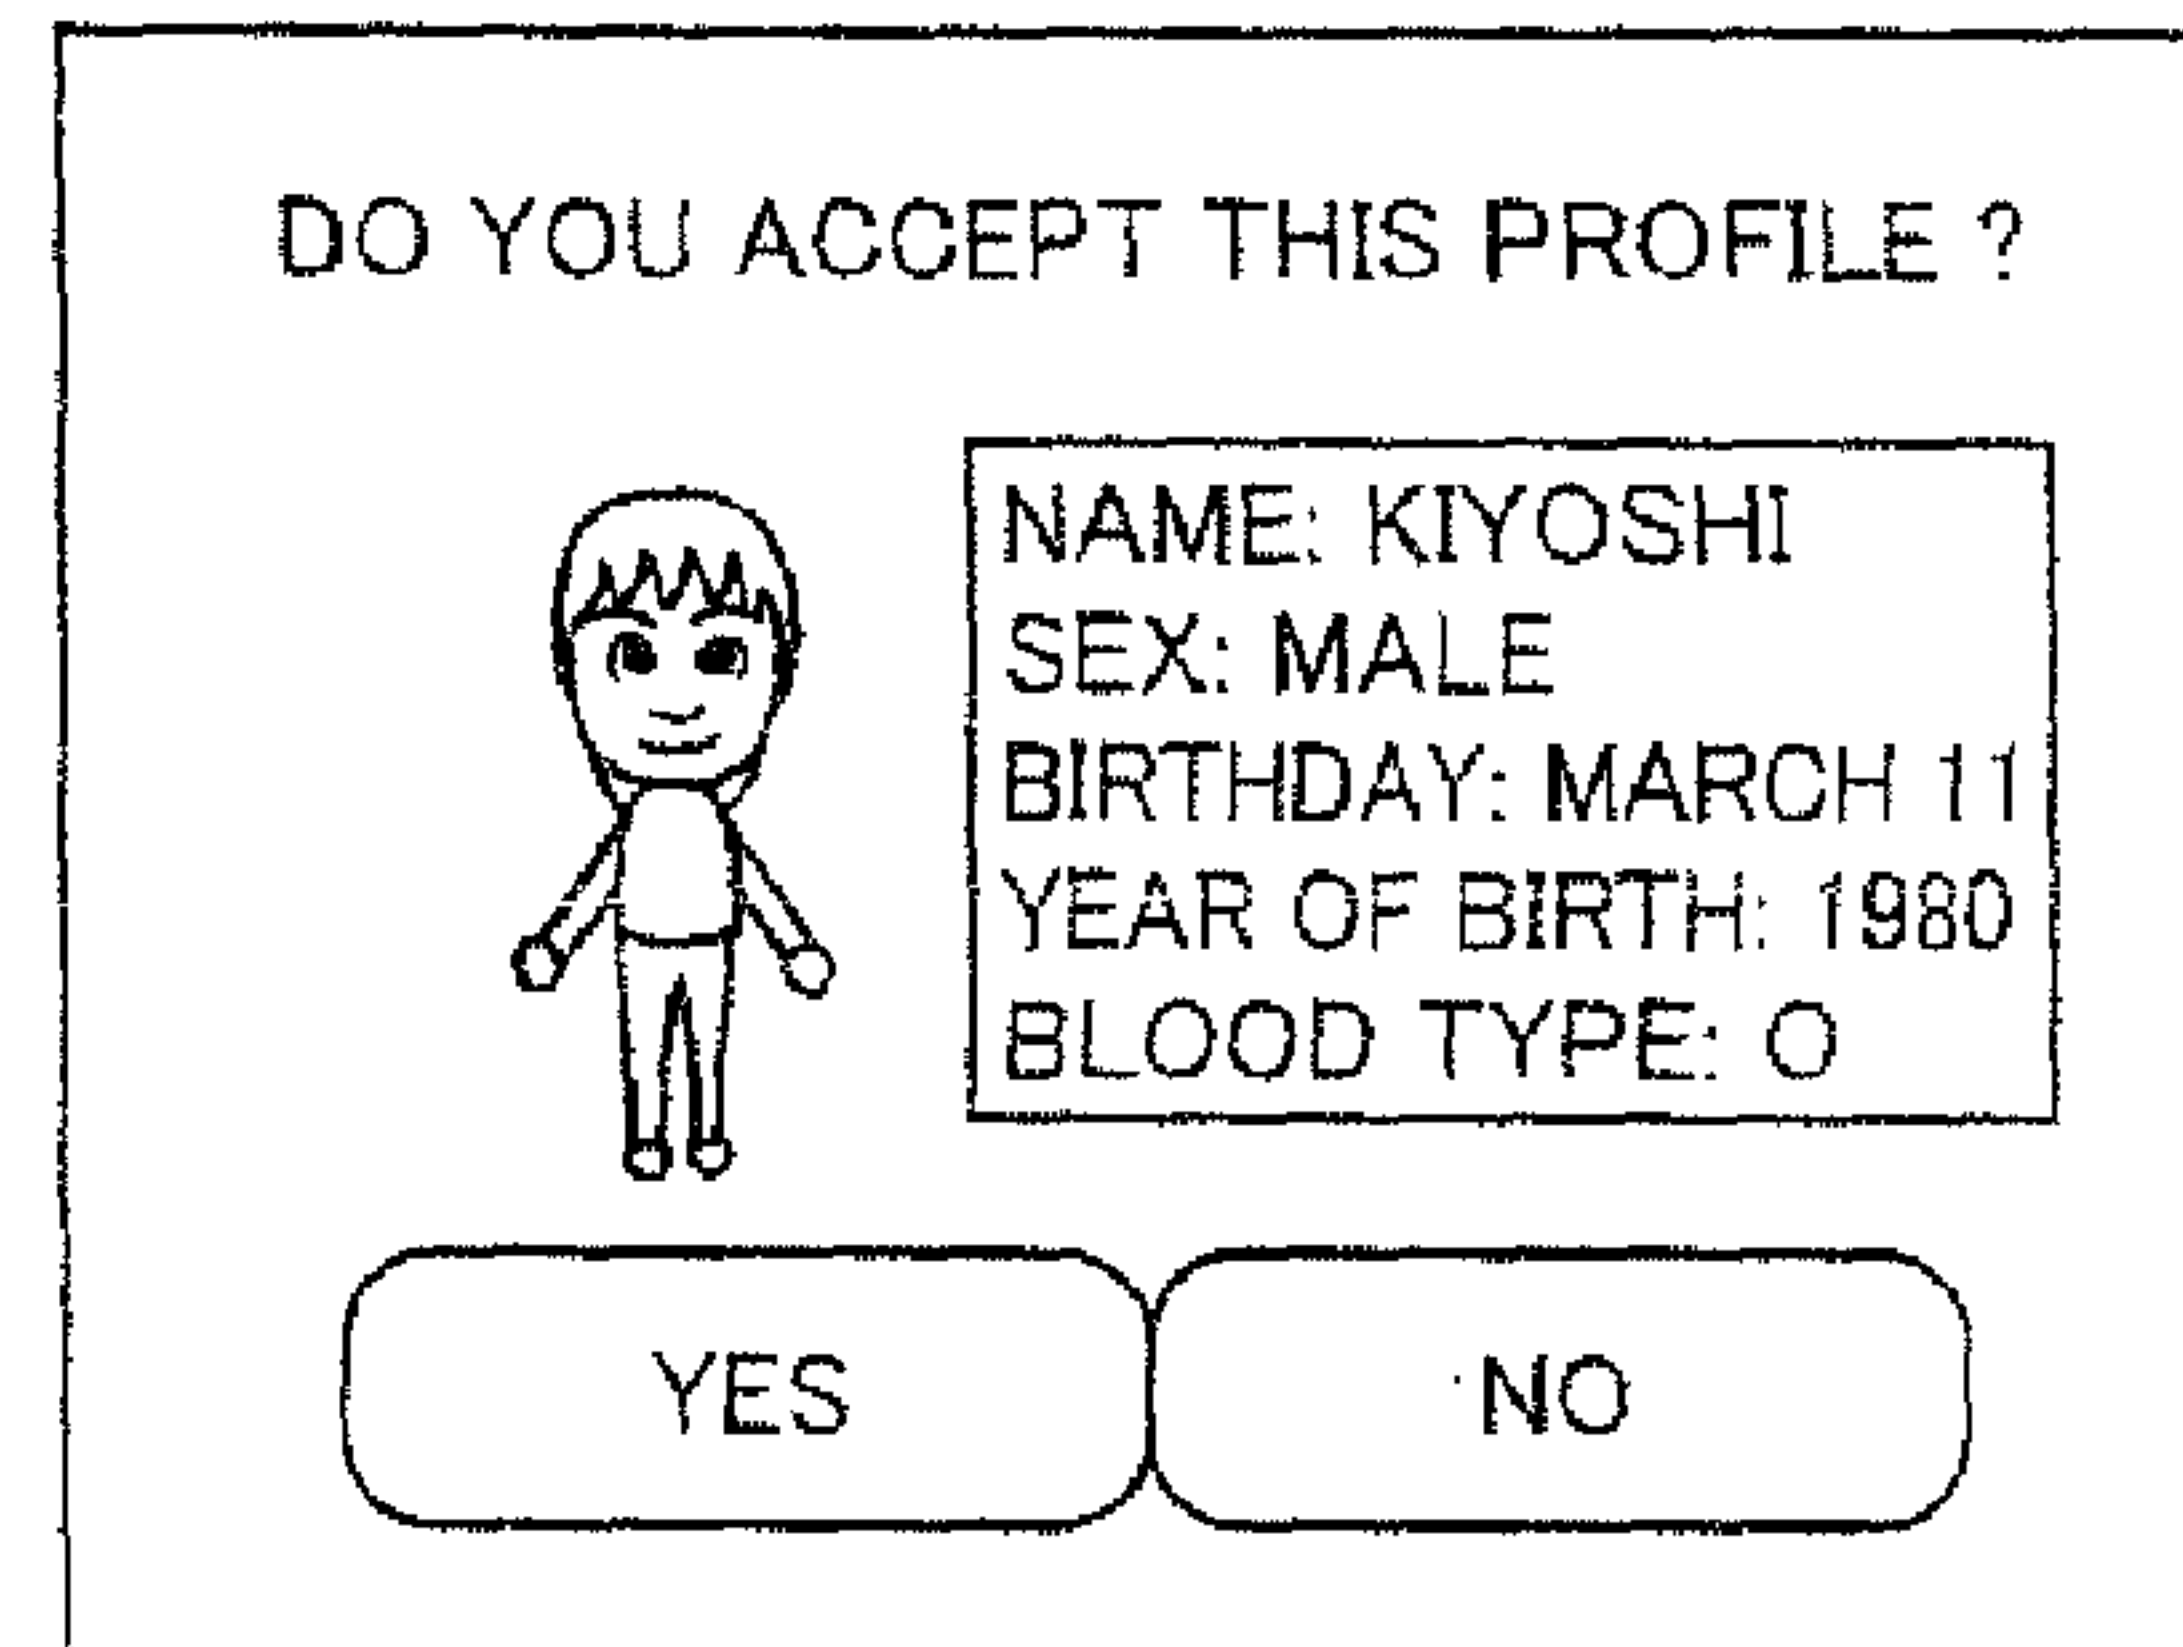 DO YOU ACCEPT THIS PROFILE ?
NAME: KIYOSHI
SEX: MALE
BIRTHDAY: MARCH 11
YEAR OF BIRTH: 1980
BLOOD TYPE: O
YES
NO